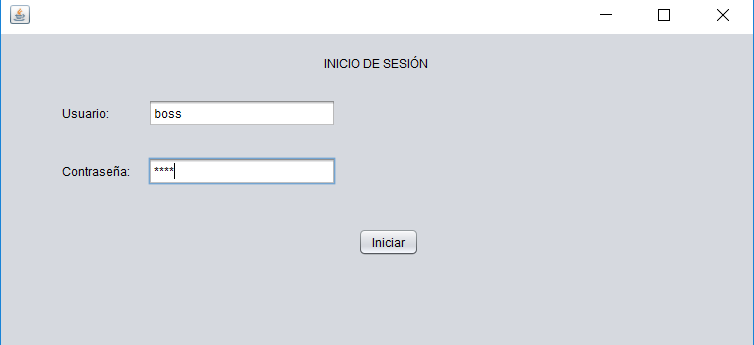 INICIO DE SESIÓN
Usuario: boss
Contraseña: ****
Iniciar